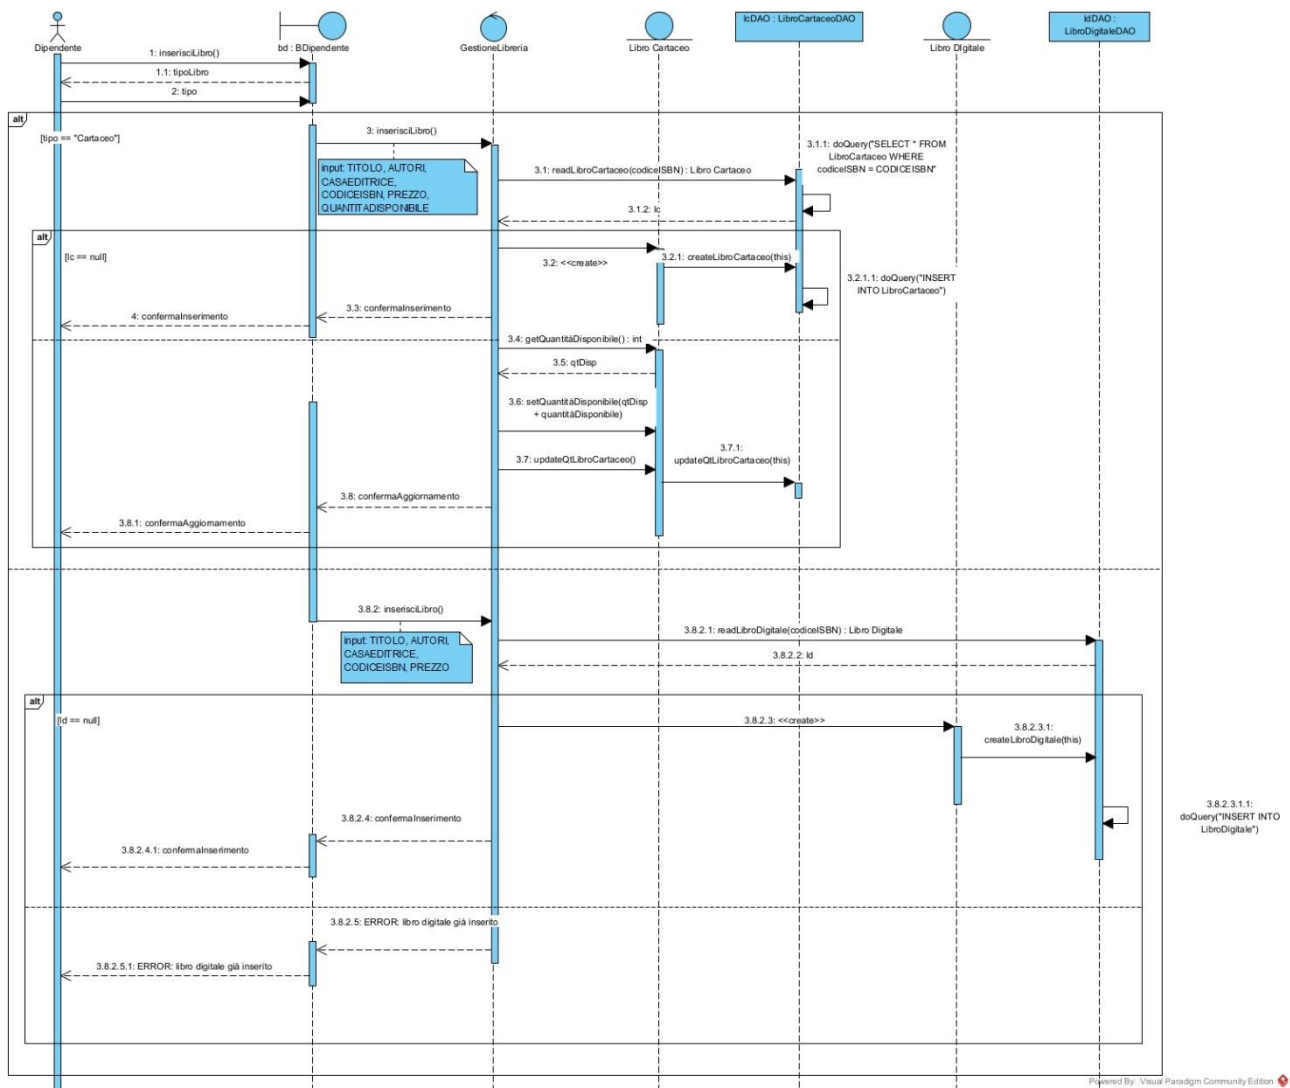 Dipendente
bd : BDipendente
GestioneLibreria
Libro Cartaceo
lcDAO : LibroCartaceoDAO
Libro DIgitale
ldDAO :
LibroDigitaleDAO
1: inserisciLibro()
1.1: tipoLibro
2: tipo
alt
[tipo == "Cartaceo"]
3: inserisciLibro()
input: TITOLO, AUTORI,
CASAEDITRICE,
CODICEISBN, PREZZO,
QUANTITADISPONIBILE
3.1: readLibroCartaceo(codiceISBN) : Libro Cartaceo
3.1.1: doQuery("SELECT * FROM
LibroCartaceo WHERE
codiceISBN = CODICEISBN"
3.1.2: lc
alt
[lc == null]
3.2: <<create>>
3.2.1: createLibroCartaceo(this)
3.2.1.1: doQuery("INSERT
INTO LibroCartaceo")
3.3: confermaInserimento
4: confermaInserimento
3.4: getQuantitàDisponibile() : int
3.5: qtDisp
3.6: setQuantitàDisponibile(qtDisp
+ quantitàDisponibile)
3.7: updateQtLibroCartaceo()
3.7.1:
updateQtLibroCartaceo(this)
3.8: confermaAggiornamento
3.8.1: confermaAggiornamento
3.8.2: inserisciLibro()
input: TITOLO, AUTORI,
CASAEDITRICE,
CODICEISBN, PREZZO
3.8.2.1: readLibroDigitale(codiceISBN) : Libro Digitale
3.8.2.2: ld
alt
[ld == null]
3.8.2.3: <<create>>
3.8.2.3.1:
createLibroDigitale(this)
3.8.2.3.1.1:
doQuery("INSERT INTO
LibroDigitale")
3.8.2.4: confermaInserimento
3.8.2.4.1: confermaInserimento
3.8.2.5: ERROR: libro digitale già inserito
3.8.2.5.1: ERROR: libro digitale già inserito
Powered By: Visual Paradigm Community Edition